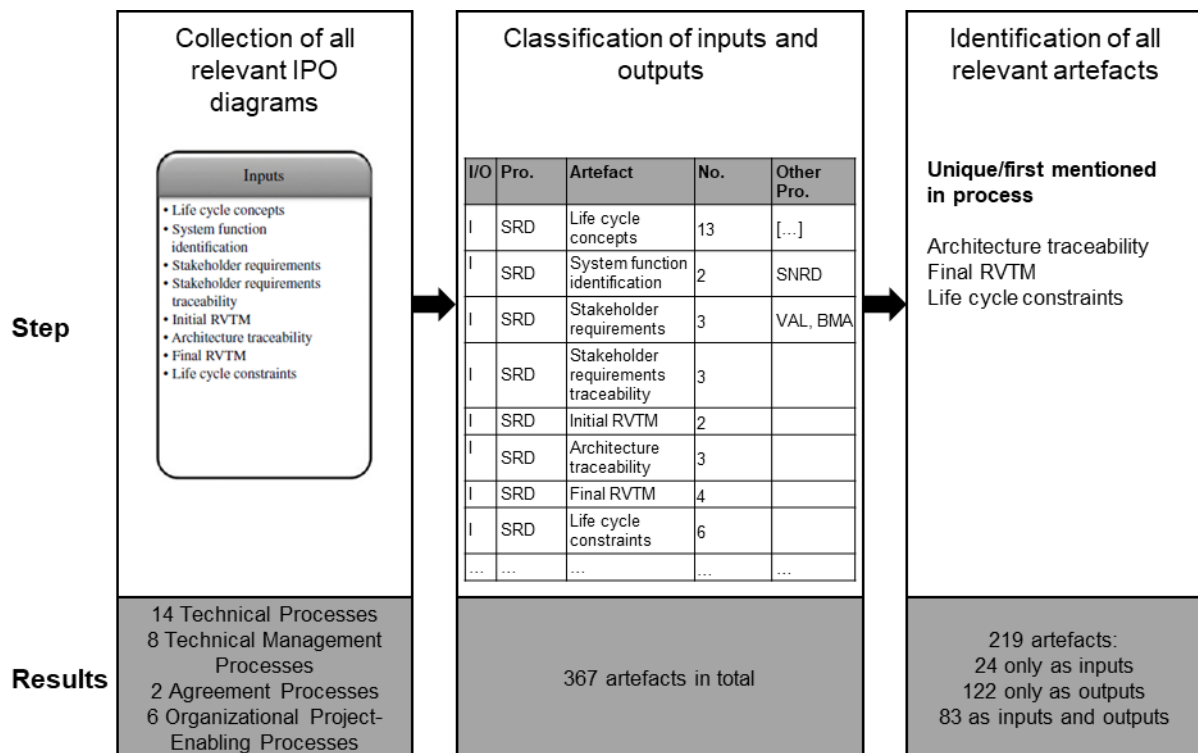 Collection of all
relevant IPO
diagrams
Classification of inputs and
outputs
Identification of all
relevant artefacts
Step
Inputs
• Life cycle concepts
• System function
identification
• Stakeholder requirements
• Stakeholder requirements
traceability
• Initial RVTM
• Architecture traceability
• Final RVTM
• Life cycle constraints
I/O Pro. Artefact No. Other
Pro.
I SRD Life cycle
concepts 13 [...]
I SRD System function
identification 2 SNRD
I SRD Stakeholder
requirements 3 VAL, BMA
I SRD Stakeholder
requirements
traceability 3
I SRD Initial RVTM 2
I SRD Architecture
traceability 3
I SRD Final RVTM 4
I SRD Life cycle
constraints 6
... ... ... ... ...
Unique/first mentioned
in process
Architecture traceability
Final RVTM
Life cycle constraints
Results
14 Technical Processes
8 Technical Management
Processes
2 Agreement Processes
6 Organizational Project-
Enabling Processes
367 artefacts in total
219 artefacts:
24 only as inputs
122 only as outputs
83 as inputs and outputs